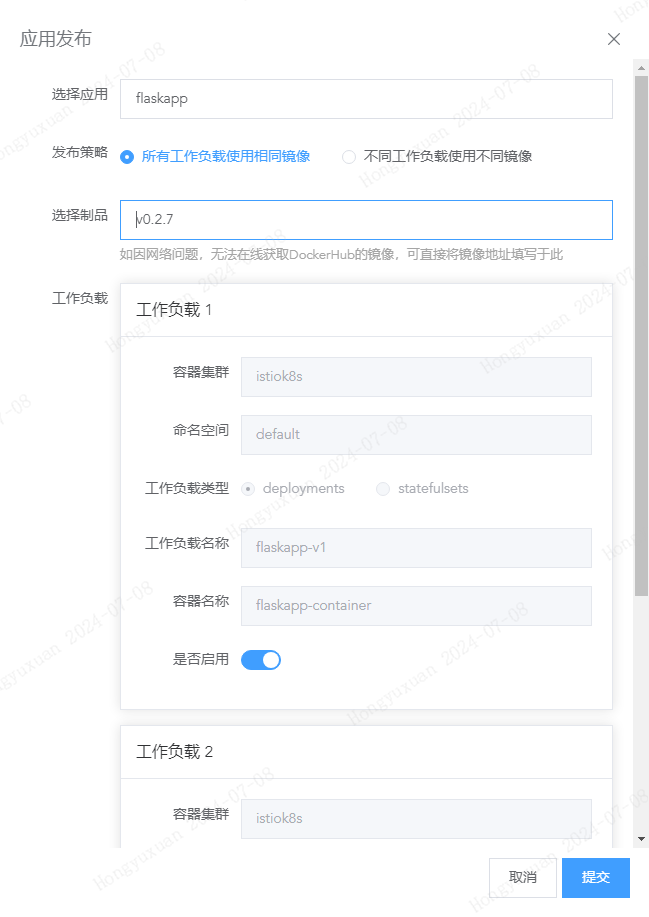 应用发布
选择应用 flaskapp
发布策略 所有工作负载使用相同镜像 不同工作负载使用不同镜像
选择制品 v0.2.7
如因网络问题，无法在线获取DockerHub的镜像，可直接将镜像地址填写于此
工作负载 工作负载 1
容器集群 istiok8s
命名空间 default
工作负载类型 deployments statefulsets
工作负载名称 flaskapp-v1
容器名称 flaskapp-container
是否启用
工作负载 2
容器集群 istiok8s
取消 提交
Hongyuxuan 2024-07-08